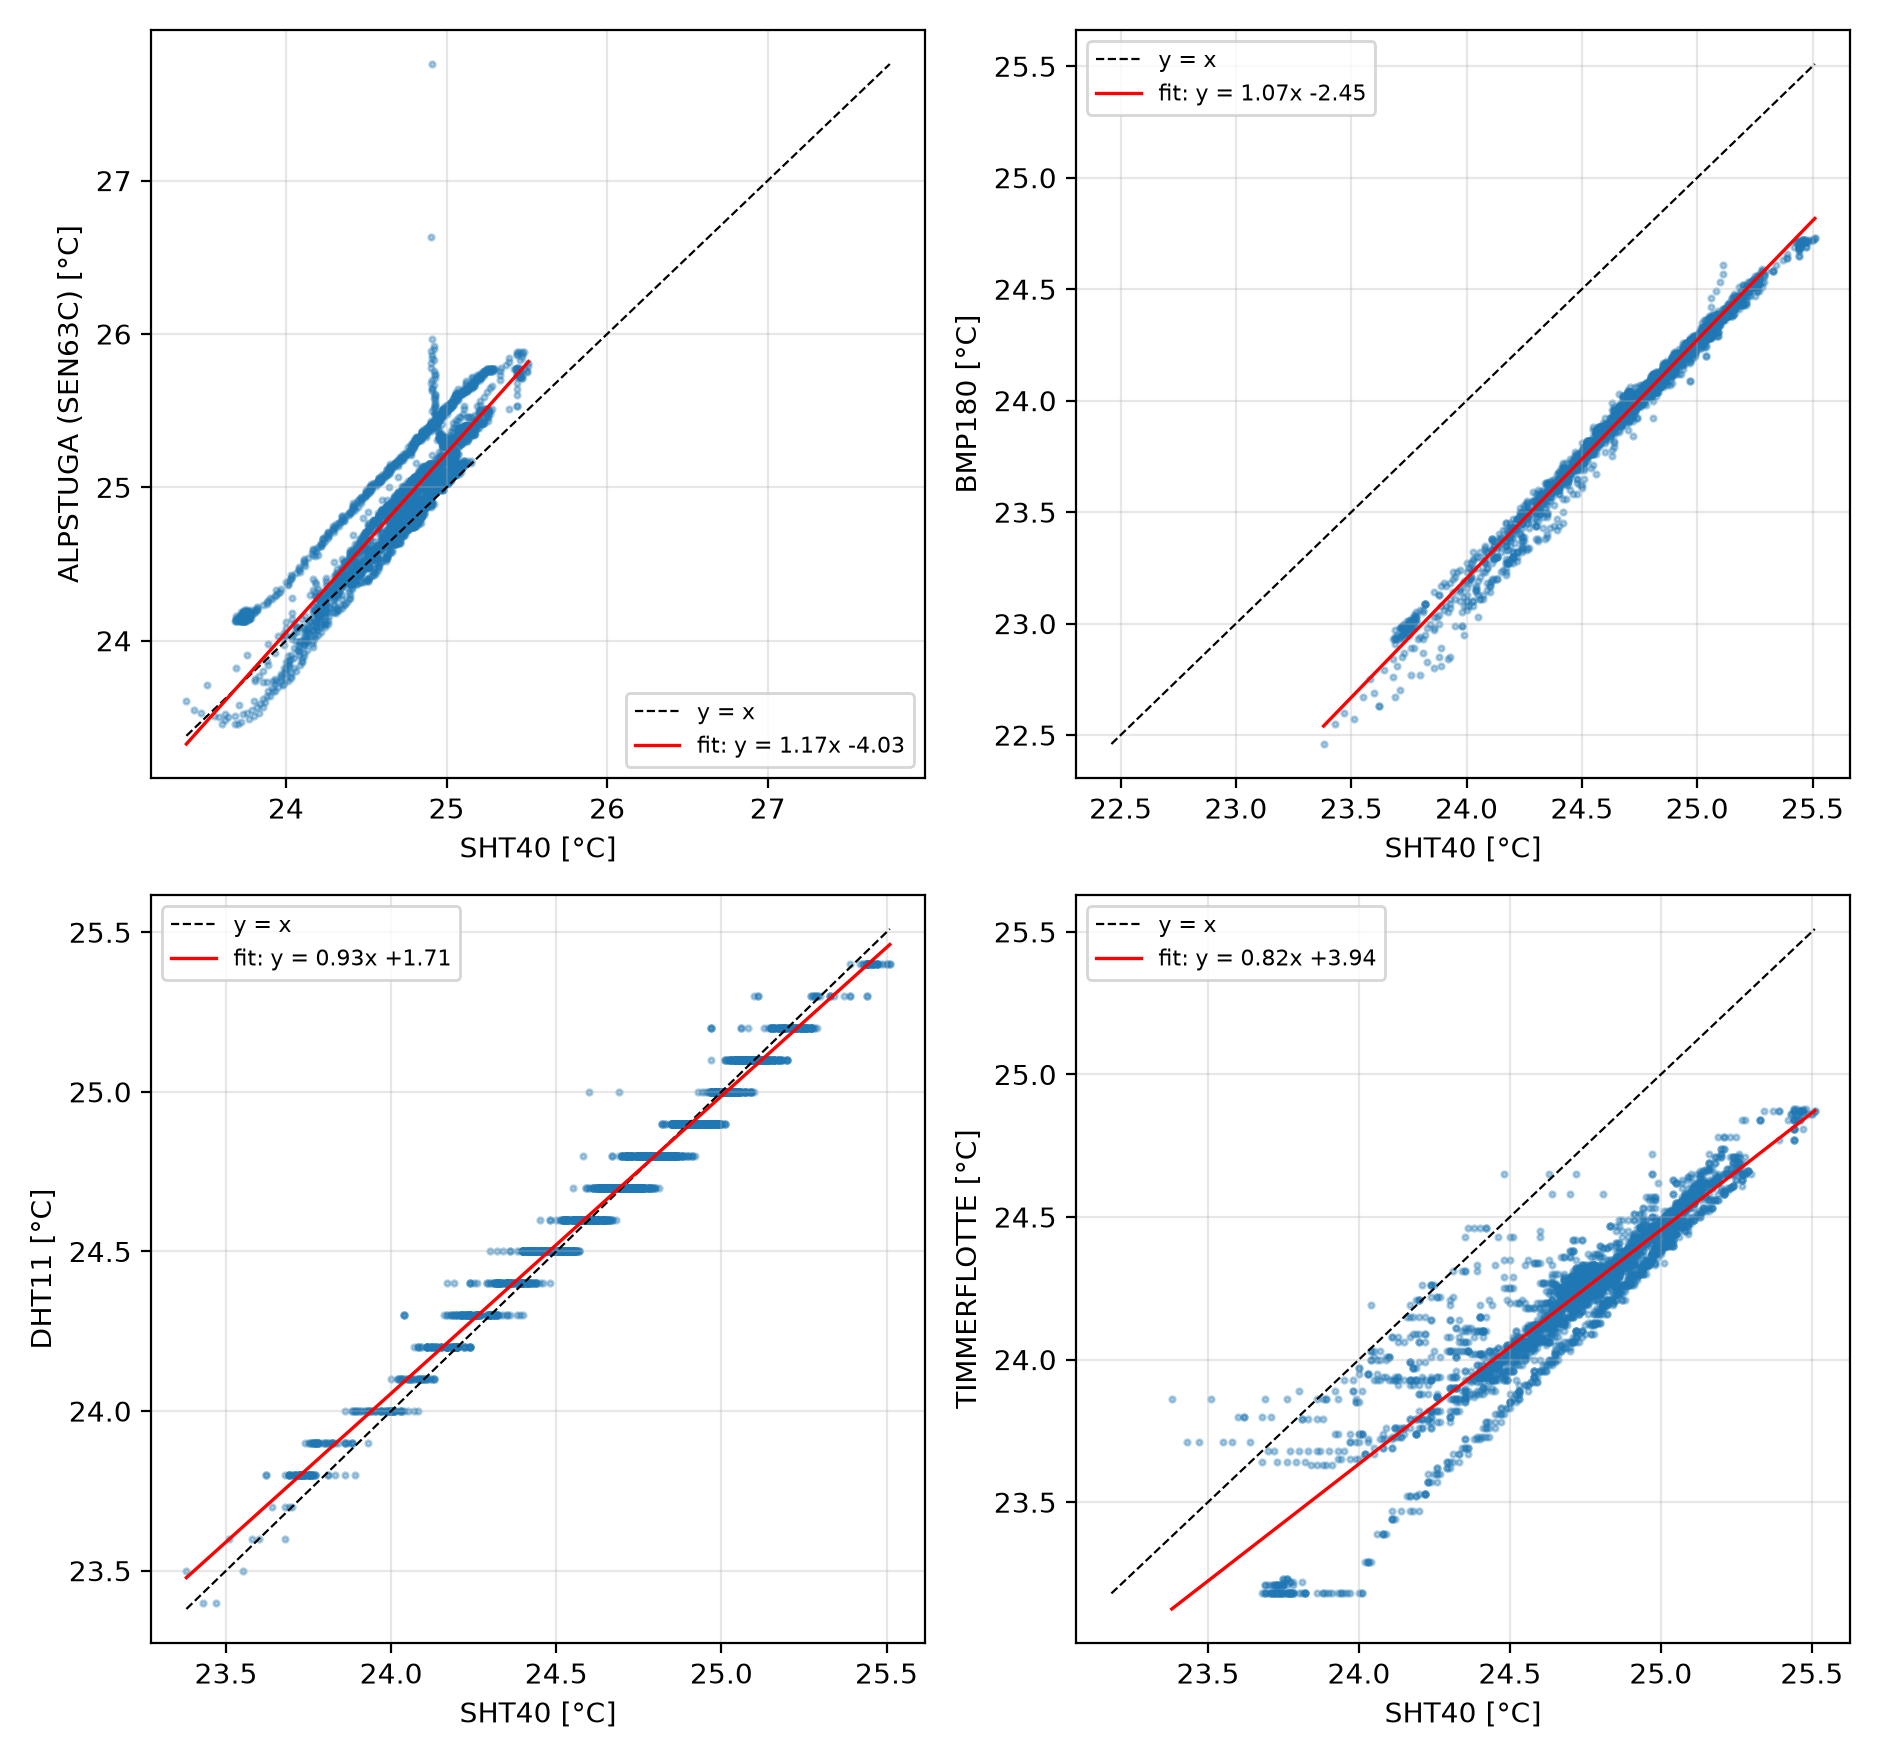 ALPSTUGA (SEN63C) [°C]
27
26
25
24
y = x
fit: y = 1.17x -4.03
24
25
26
27
SHT40 [°C]
BMP180 [°C]
25.5
25.0
24.5
24.0
23.5
23.0
22.5
y = x
fit: y = 1.07x -2.45
22.5
23.0
23.5
24.0
24.5
25.0
25.5
SHT40 [°C]
DHT11 [°C]
25.5
25.0
24.5
24.0
23.5
y = x
fit: y = 0.93x +1.71
23.5
24.0
24.5
25.0
25.5
SHT40 [°C]
TIMMERFLOTTE [°C]
25.5
25.0
24.5
24.0
23.5
y = x
fit: y = 0.82x +3.94
23.5
24.0
24.5
25.0
25.5
SHT40 [°C]